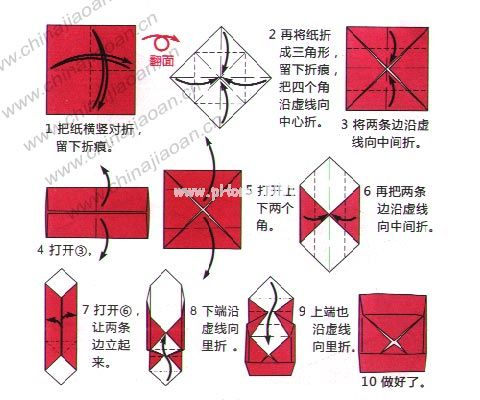 翻面
1 把纸横竖对折，
留下折痕。
2 再将纸折
成三角形，
留下折痕，
把四个角
沿虚线向
中心折。
3 将两条边沿虚
线向中间折。
4 打开③，
5 打开上
下两个
角。
6 再把两条
边沿虚线
向中间折。
7 打开⑥，
让两条
边立起
来。
8 下端沿
虚线向
里折 。
9 上端也
沿虚线
向里折。
10 做好了。
www.chinajiaoan.cn
www.chinajiaoan.cn